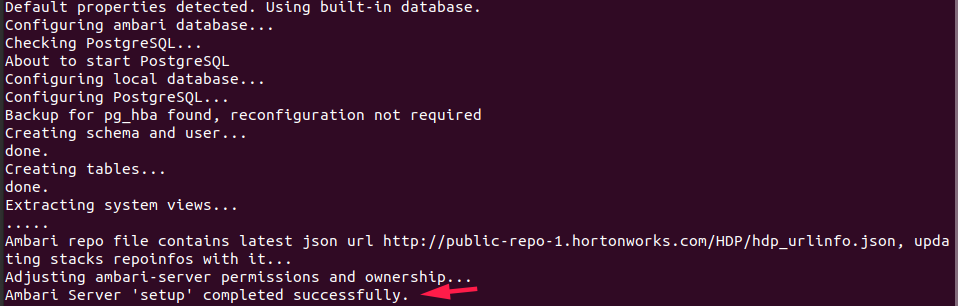 Default properties detected. Using built-in database.
Configuring ambari database...
Checking PostgreSQL...
About to start PostgreSQL
Configuring local database...
Configuring PostgreSQL...
Backup for pg_hba found, reconfiguration not required
Creating schema and user...
done.
Creating tables...
done.
Extracting system views...
.....
Ambari repo file contains latest json url http://public-repo-1.hortonworks.com/HDP/hdp_urlinfo.json, upda
ting stacks repoinfos with it...
Adjusting ambari-server permissions and ownership...
Ambari Server 'setup' completed successfully.